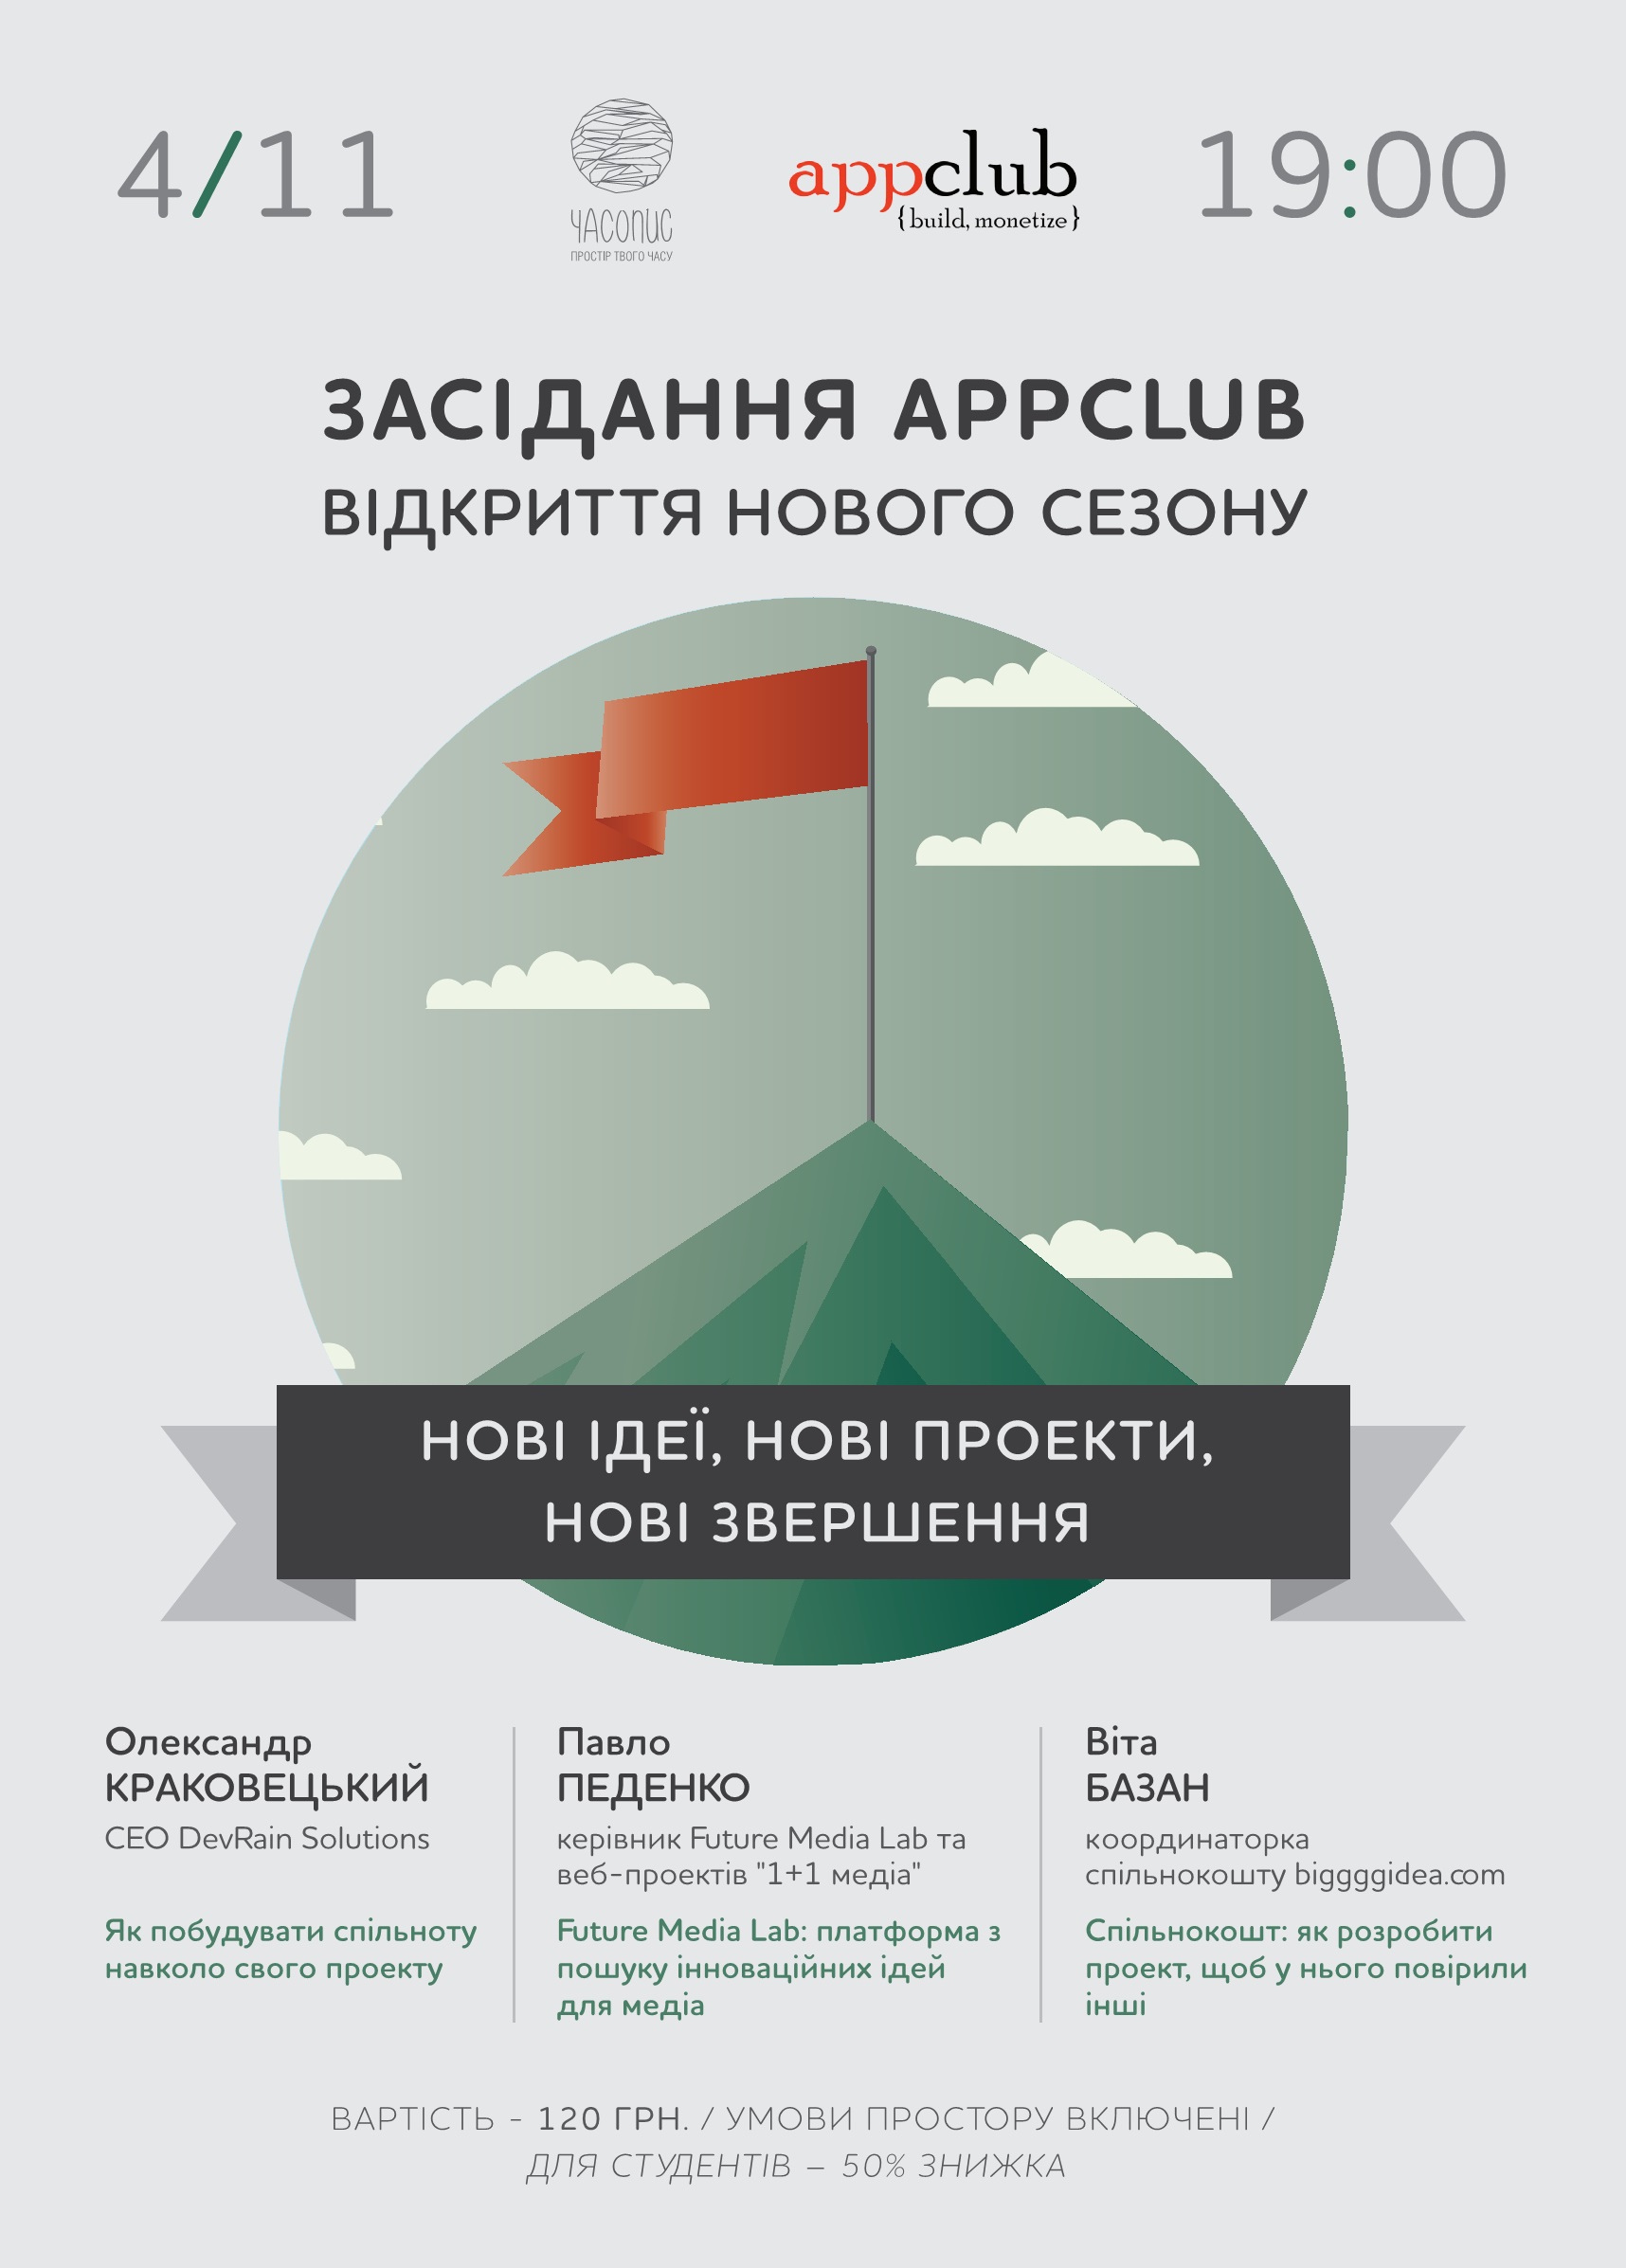 4/11
ЧАСОПИС
ПРОСТІР ТВОГО ЧАСУ
appclub
{build, monetize}
19:00
ЗАСІДАННЯ APPCLUB
ВІДКРИТТЯ НОВОГО СЕЗОНУ
НОВІ ІДЕЇ, НОВІ ПРОЕКТИ,
НОВІ ЗВЕРШЕННЯ
Олександр
КРАКОВЕЦЬКИЙ
CEO DevRain Solutions
Як побудувати спільноту
навколо свого проекту
Павло
ПЕДЕНКО
керівник Future Media Lab та
веб-проектів "1+1 медіа"
Future Media Lab: платформа з
пошуку інноваційних ідей
для медіа
Віта
БАЗАН
координаторка
спільнокошту biggggidea.com
Спільнокошт: як розробити
проект, щоб у нього повірили
інші
ВАРТІСТЬ - 120 ГРН. / УМОВИ ПРОСТОРУ ВКЛЮЧЕНІ /
ДЛЯ СТУДЕНТІВ – 50% ЗНИЖКА